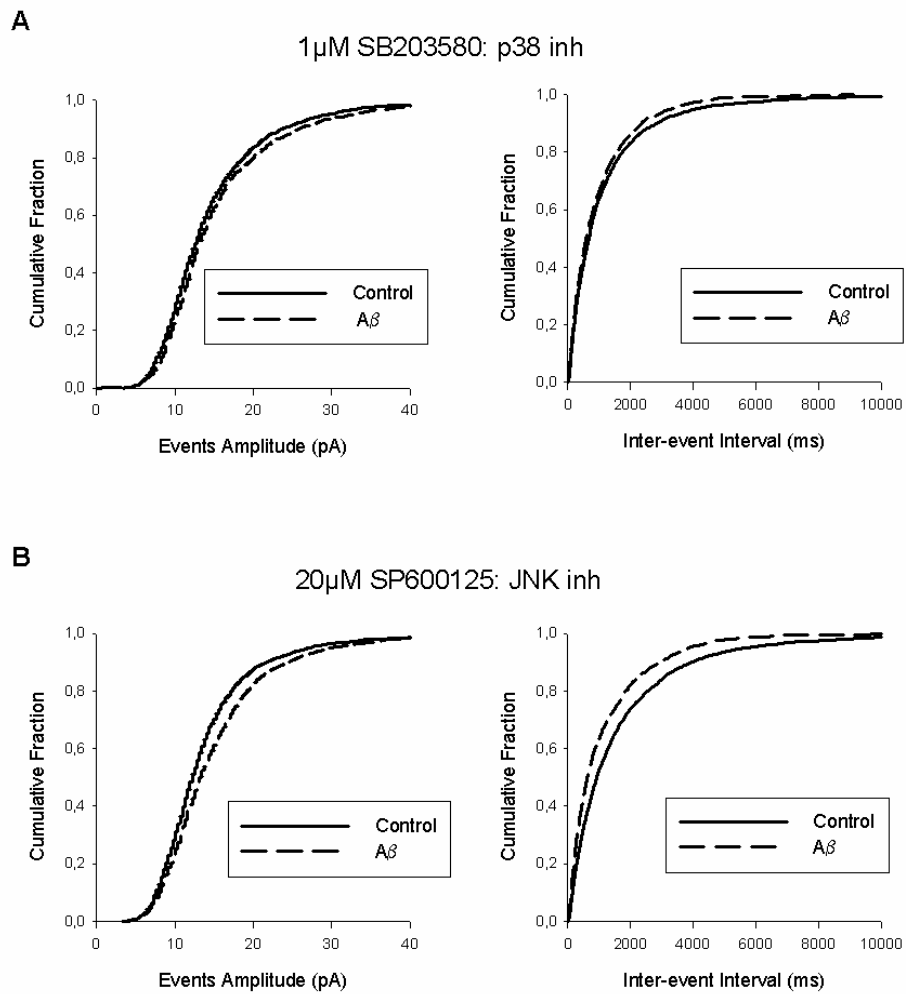 A
1µM SB203580: p38 inh
Cumulative Fraction
1,0
0,8
0,6
0,4
0,2
0,0
0
10
20
30
40
Events Amplitude (pA)
Control
Aβ
Cumulative Fraction
1,0
0,8
0,6
0,4
0,2
0,0
0
2000
4000
6000
8000
10000
Inter-event Interval (ms)
Control
Aβ
B
20µM SP600125: JNK inh
Cumulative Fraction
1,0
0,8
0,6
0,4
0,2
0,0
0
10
20
30
40
Events Amplitude (pA)
Control
Aβ
Cumulative Fraction
1,0
0,8
0,6
0,4
0,2
0,0
0
2000
4000
6000
8000
10000
Inter-event Interval (ms)
Control
Aβ